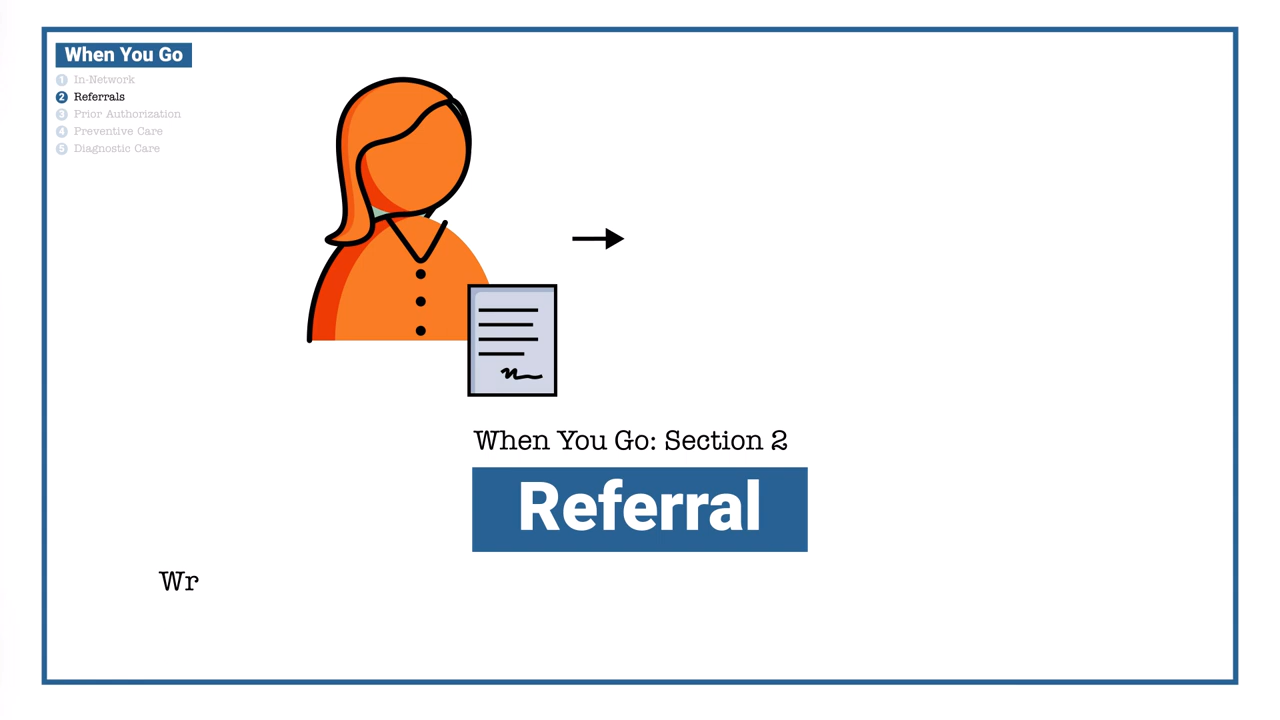 When You Go
1 In-Network
2 Referrals
3 Prior Authorization
4 Preventive Care
5 Diagnostic Care
When You Go: Section 2
Referral
Wr